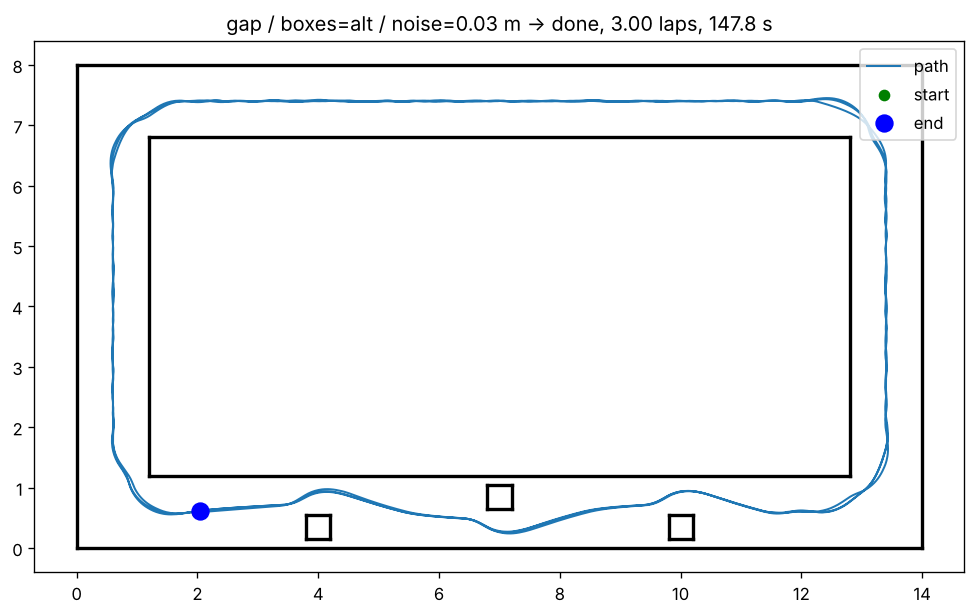 gap / boxes=alt / noise=0.03 m → done, 3.00 laps, 147.8 s
path
start
end
8
7
6
5
4
3
2
1
0
0 2 4 6 8 10 12 14